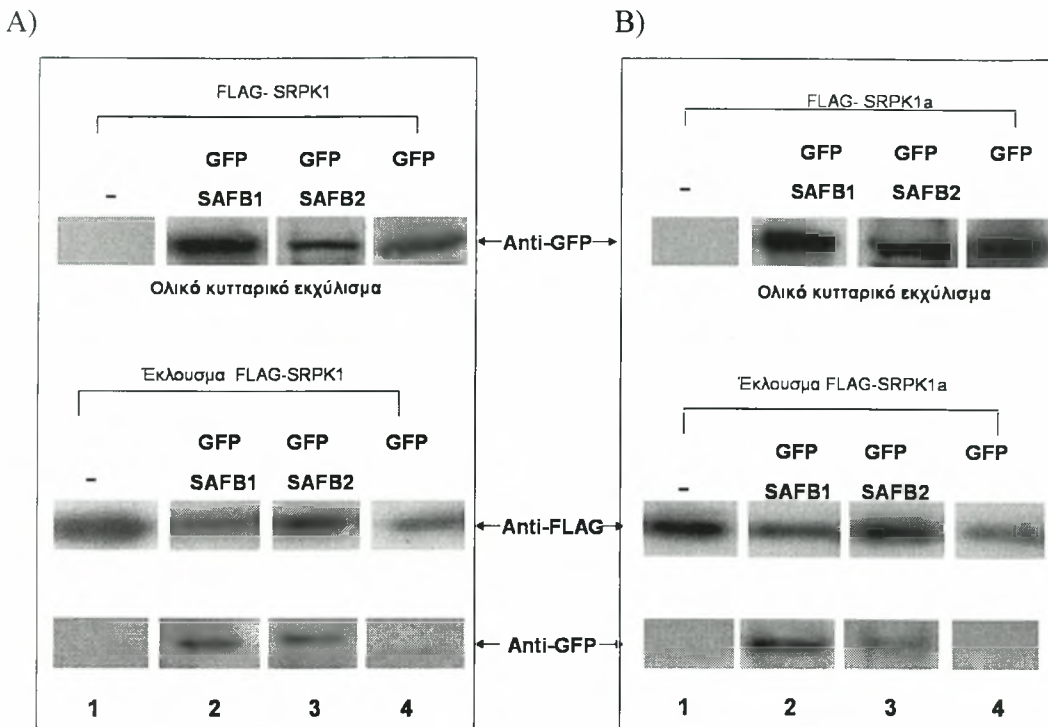 A)
FLAG- SRPK1
GFP GFP GFP
- SAFB1 SAFB2
Ολικό κυτταρικό εκχύλισμα
Έκλουσμα FLAG-SRPK1
GFP GFP GFP
- SAFB1 SAFB2
1 2 3 4
Anti-GFP
Anti-FLAG
Anti-GFP
B)
FLAG- SRPK1a
GFP GFP GFP
- SAFB1 SAFB2
Ολικό κυτταρικό εκχύλισμα
Έκλουσμα FLAG-SRPK1a
GFP GFP GFP
- SAFB1 SAFB2
1 2 3 4